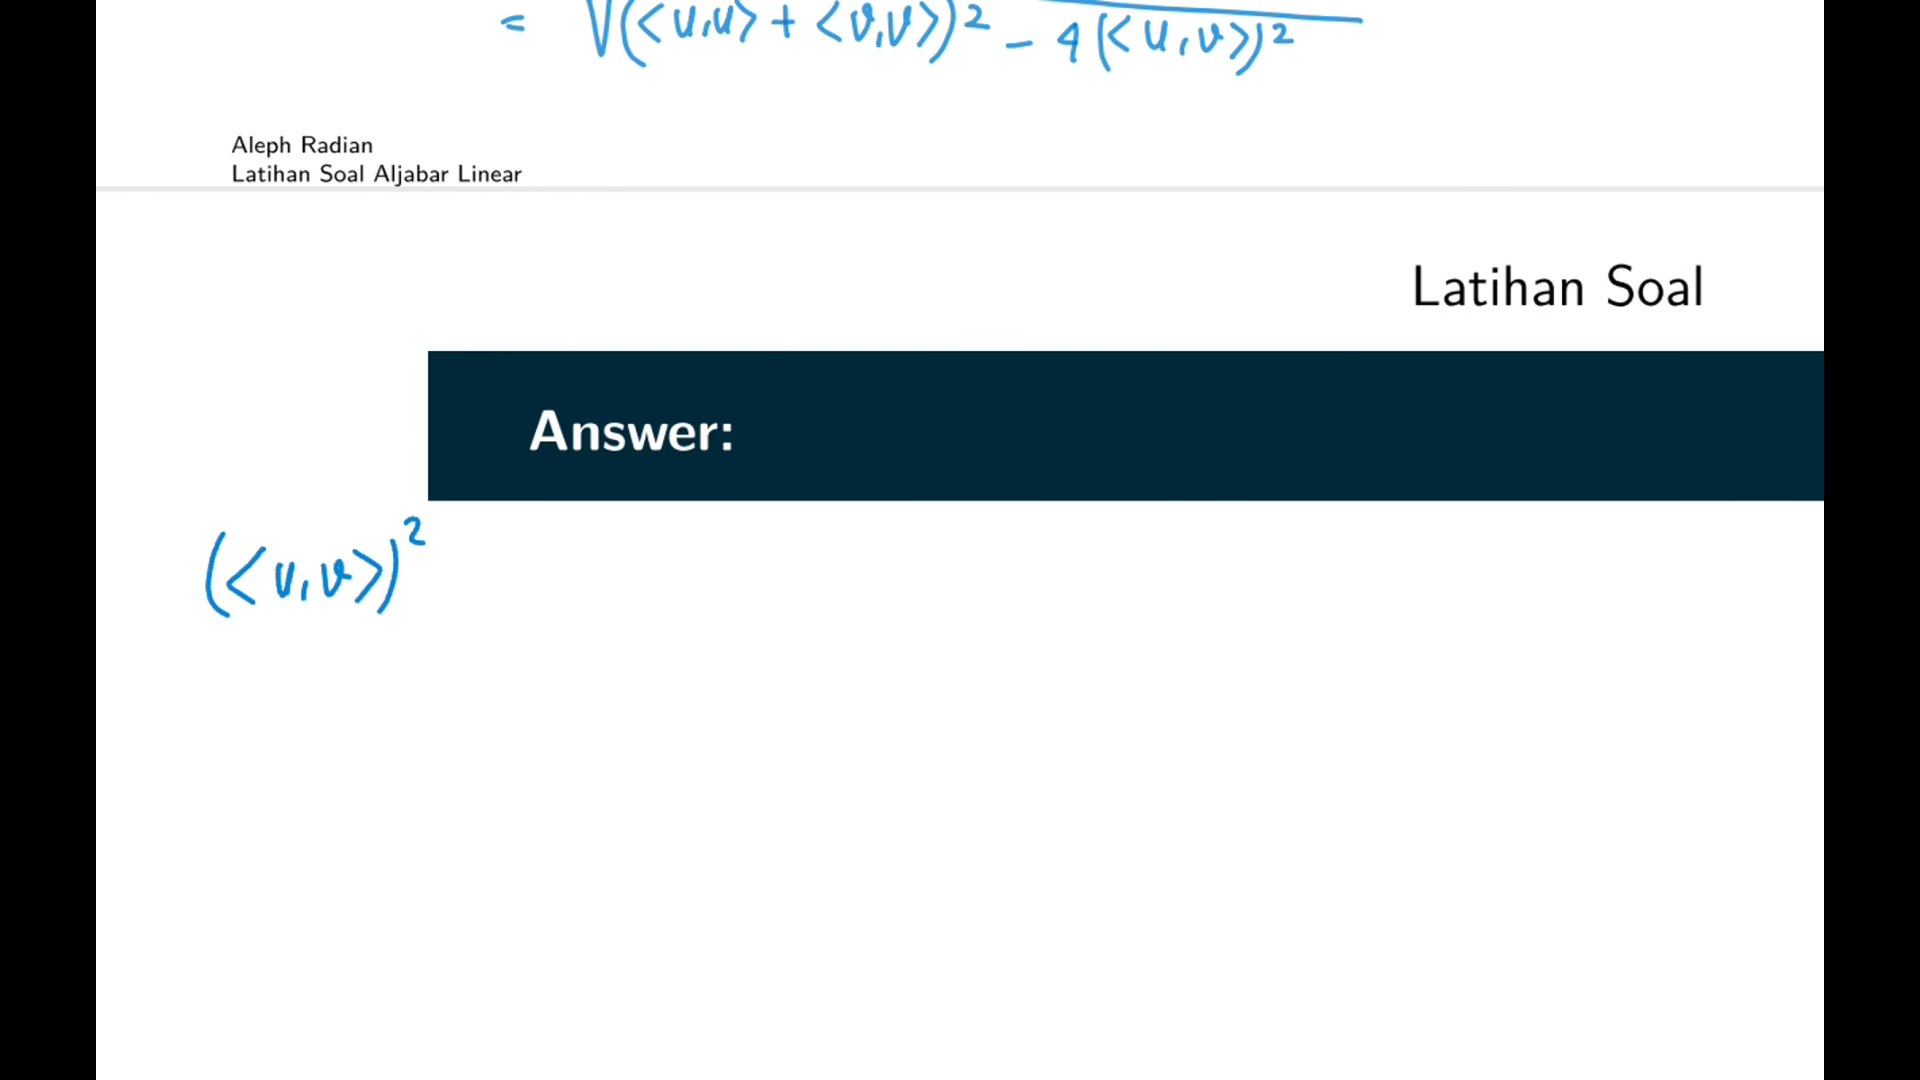 = √(<u,u> + <v,v>)² - 4(<u,v>)²
Aleph Radian
Latihan Soal Aljabar Linear
Latihan Soal
Answer:
(<u,v>)²